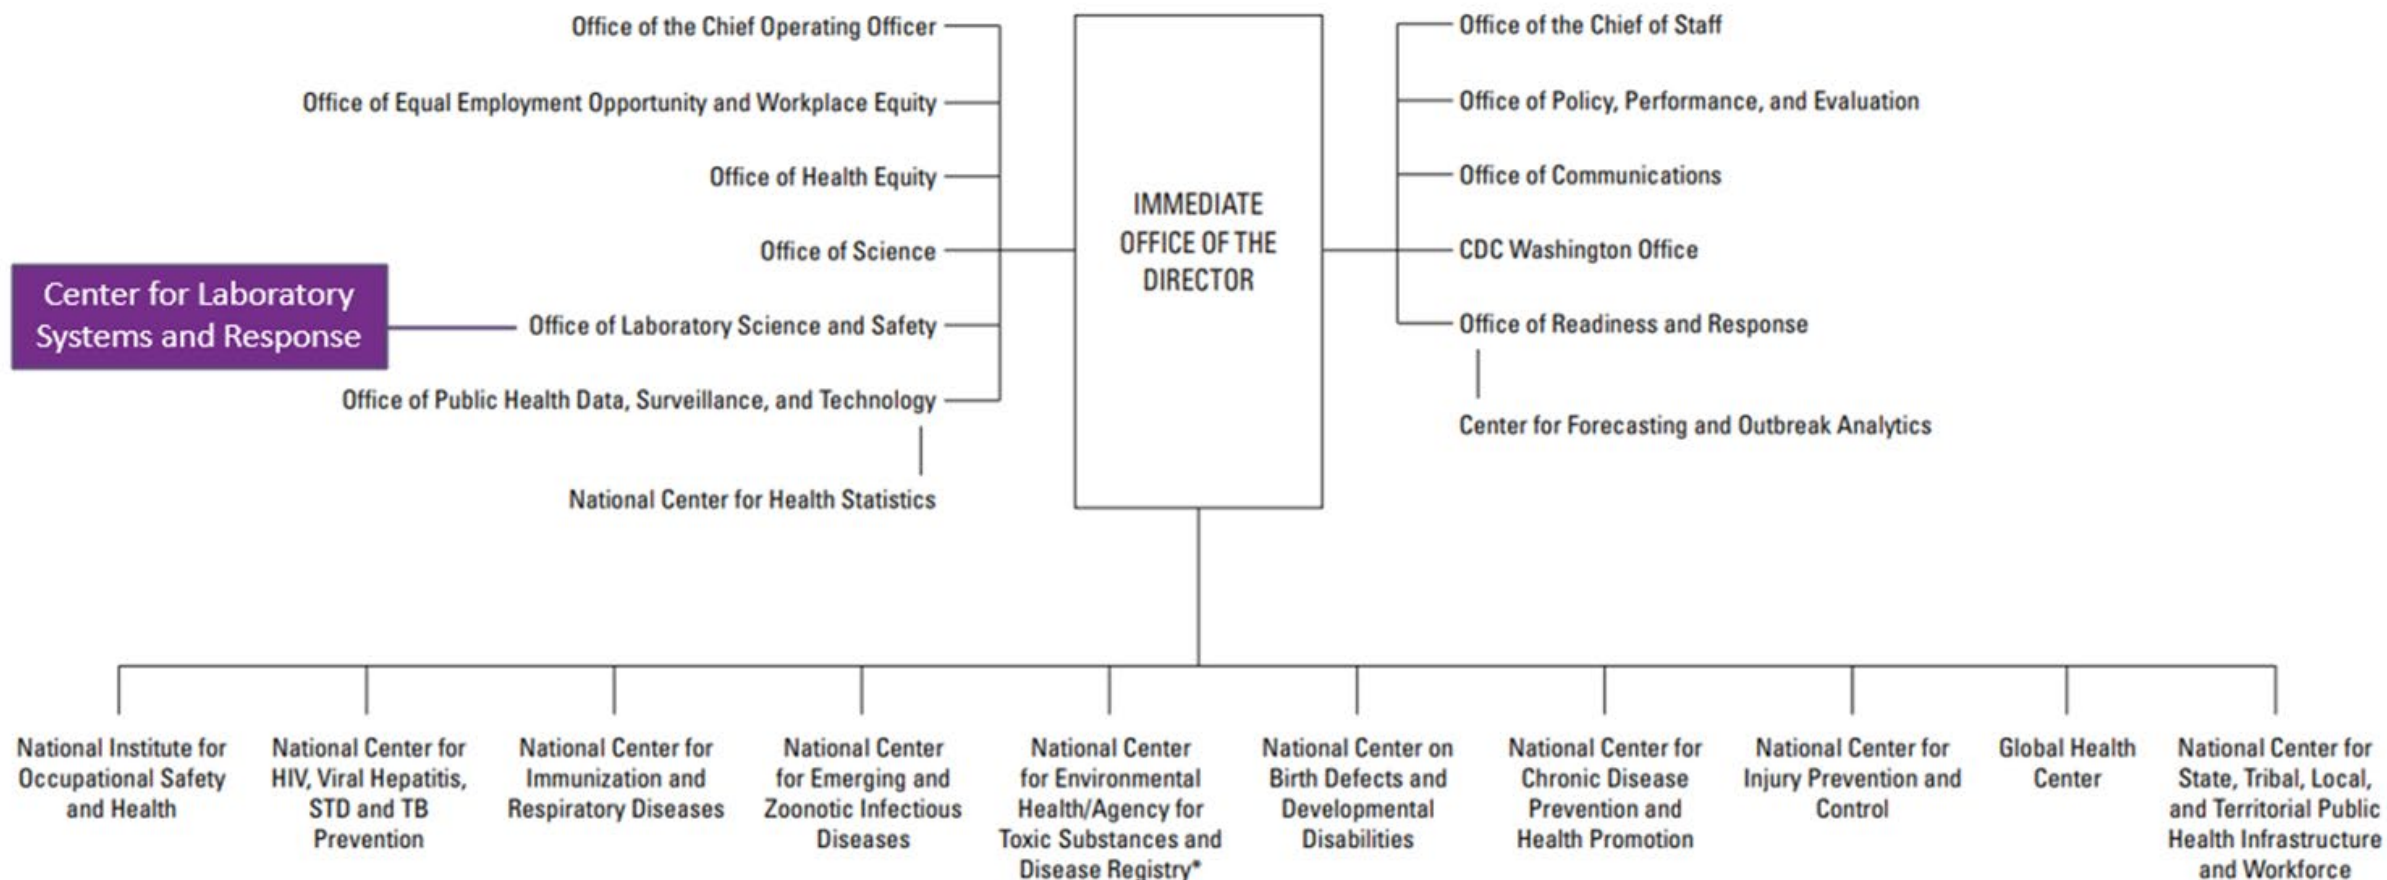 Office of the Chief Operating Officer
Office of Equal Employment Opportunity and Workplace Equity
Office of Health Equity
Office of Science
Center for Laboratory
Systems and Response
Office of Laboratory Science and Safety
Office of Public Health Data, Surveillance, and Technology
National Center for Health Statistics
IMMEDIATE
OFFICE OF THE
DIRECTOR
Office of the Chief of Staff
Office of Policy, Performance, and Evaluation
Office of Communications
CDC Washington Office
Office of Readiness and Response
Center for Forecasting and Outbreak Analytics
National Institute for
Occupational Safety
and Health
National Center for
HIV, Viral Hepatitis,
STD and TB
Prevention
National Center for
Immunization and
Respiratory Diseases
National Center
for Emerging and
Zoonotic Infectious
Diseases
National Center
for Environmental
Health/Agency for
Toxic Substances and
Disease Registry*
National Center on
Birth Defects and
Developmental
Disabilities
National Center for
Chronic Disease
Prevention and
Health Promotion
National Center for
Injury Prevention and
Control
Global Health
Center
National Center for
State, Tribal, Local,
and Territorial Public
Health Infrastructure
and Workforce